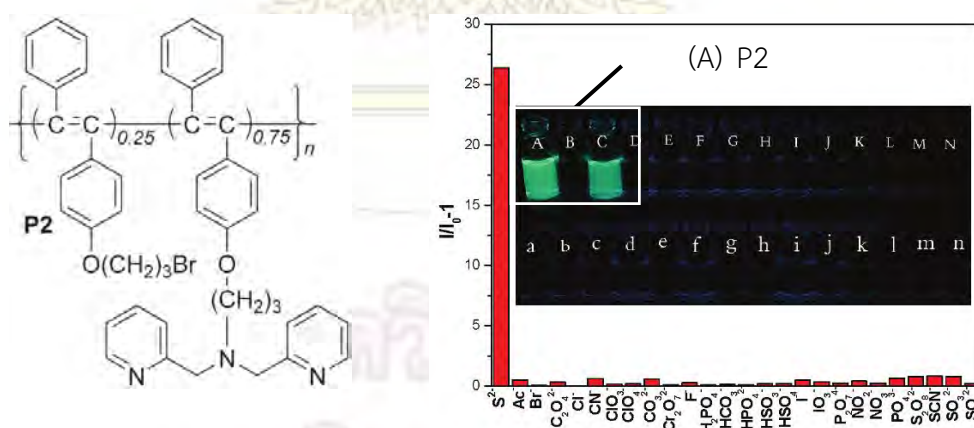 C=C
0.25
C=C
0.75
n
P2
O(CH2)3Br
O
(CH2)3
N
N
N
(A) P2
I/I0-1
30
25
20
15
10
5
0
A B C D E F G H I J K L M N
a b c d e f g h i j k l m n
S2-
Ac-
Br-
C2O42-
Cl-
CN-
ClO3-
ClO4-
CO32-
Cr2O72-
F-
H2PO4-
HCO3-
HPO42-
HSO3-
HSO4-
I-
IO3-
P2O74-
NO2-
NO3-
PO43-
S2O82-
SCN-
SO32-